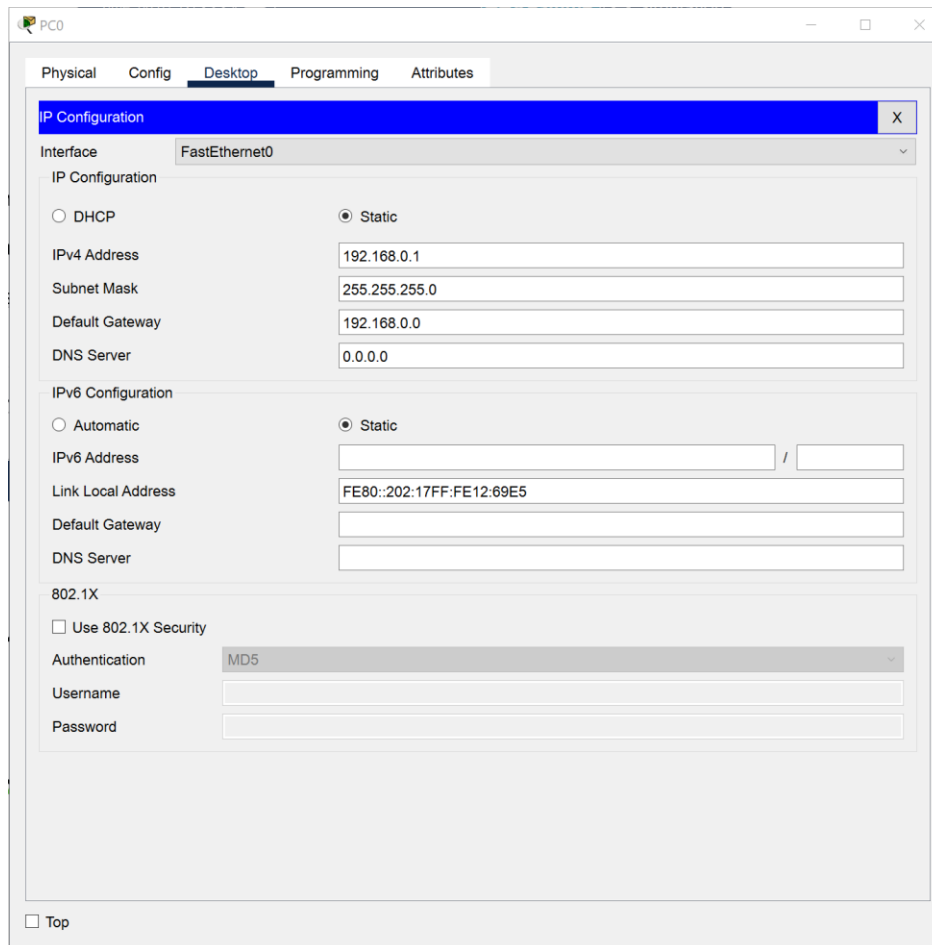 PC0
Physical Config Desktop Programming Attributes
IP Configuration X
Interface FastEthernet0
IP Configuration
DHCP Static
IPv4 Address 192.168.0.1
Subnet Mask 255.255.255.0
Default Gateway 192.168.0.0
DNS Server 0.0.0.0
IPv6 Configuration
Automatic Static
IPv6 Address /
Link Local Address FE80::202:17FF:FE12:69E5
Default Gateway
DNS Server
802.1X
Use 802.1X Security
Authentication MD5
Username
Password
Top